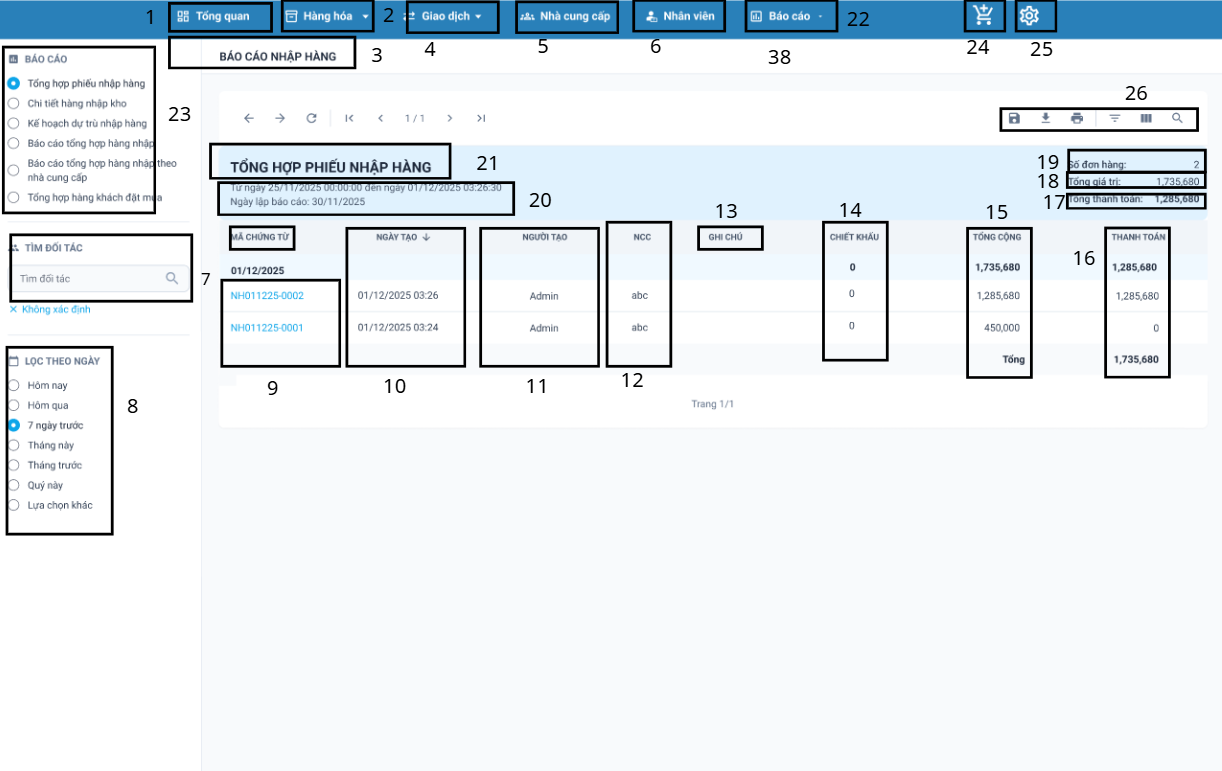 1 Tổng quan Hàng hóa 2 Giao dịch Nhà cung cấp Nhân viên Báo cáo 22
3 4 5 6 38 24 25
BÁO CÁO NHẬP HÀNG
BÁO CÁO
Tổng hợp phiếu nhập hàng
Chi tiết hàng nhập kho
23
Kế hoạch dự trù nhập hàng
Báo cáo tổng hợp hàng nhập
Báo cáo tổng hợp hàng nhập theo
nhà cung cấp
Tổng hợp hàng khách đặt mua
TÌM ĐỐI TÁC
Tìm đối tác
7
× Không xác định
LỌC THEO NGÀY
Hôm nay
Hôm qua
8
7 ngày trước
Tháng này
Tháng trước
Quý này
Lựa chọn khác
1/1
26
TỔNG HỢP PHIẾU NHẬP HÀNG 21
Từ ngày 25/11/2025 00:00:00 đến ngày 01/12/2025 03:26:30
Ngày lập báo cáo: 30/11/2025
20
19 Số đơn hàng: 2
18 Tổng giá trị: 1,735,680
17 Tổng thanh toán: 1,285,680
13 14 15
MÃ CHỨNG TỪ NGÀY TẠO NGƯỜI TẠO NCC GHI CHÚ CHIẾT KHẤU TỔNG CỘNG THANH TOÁN
16
01/12/2025 0 1,735,680 1,285,680
NH011225-0002 01/12/2025 03:26 Admin abc 0 1,285,680 1,285,680
NH011225-0001 01/12/2025 03:24 Admin abc 0 450,000 0
Tổng 1,735,680
9 10 11 12
Trang 1/1